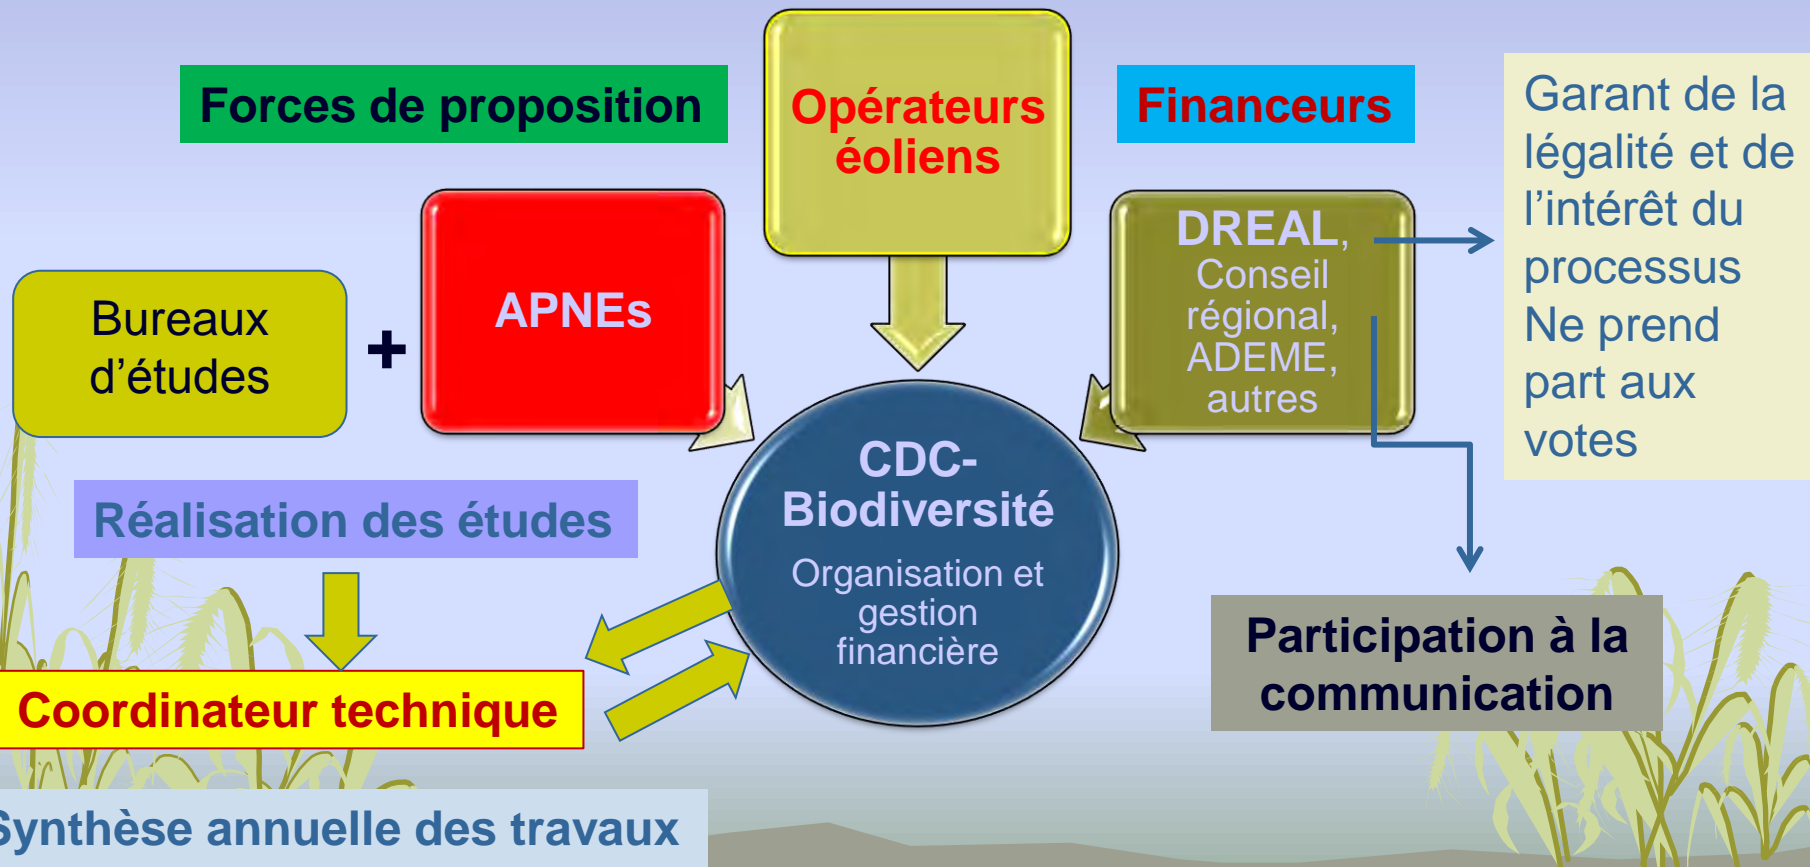 Forces de proposition
Opérateurs
éoliens
Financeurs
Garant de la
légalité et de
l’intérêt du
processus
Ne prend
part aux
votes
Bureaux
d’études
+
APNEs
DREAL,
Conseil
régional,
ADEME,
autres
CDC-
Biodiversité
Organisation et
gestion
financière
Réalisation des études
Coordinateur technique
Participation à la
communication
Synthèse annuelle des travaux